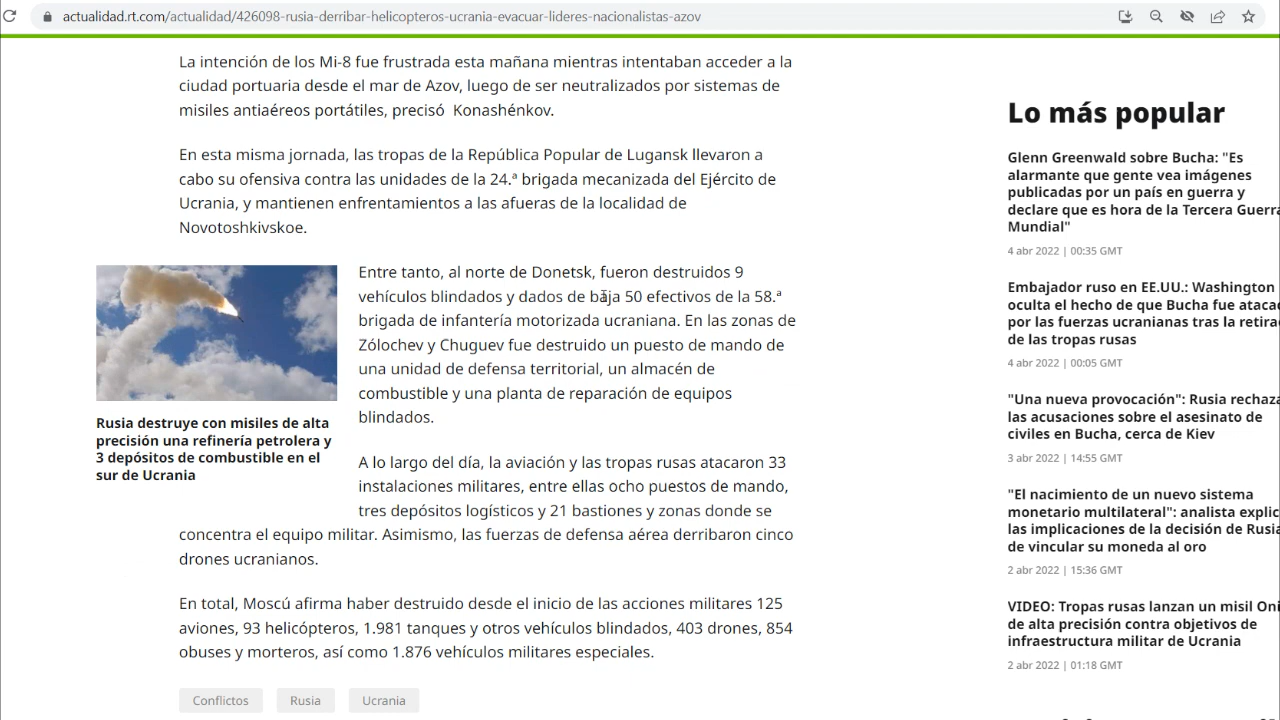 actualidad.rt.com/actualidad/426098-rusia-derribar-helicopteros-ucrania-evacuar-lideres-nacionalistas-azov
La intención de los Mi-8 fue frustrada esta mañana mientras intentaban acceder a la
ciudad portuaria desde el mar de Azov, luego de ser neutralizados por sistemas de
misiles antiaéreos portátiles, precisó Konashénkov.
En esta misma jornada, las tropas de la República Popular de Lugansk llevaron a
cabo su ofensiva contra las unidades de la 24.ª brigada mecanizada del Ejército de
Ucrania, y mantienen enfrentamientos a las afueras de la localidad de
Novotoshkivskoe.
Entre tanto, al norte de Donetsk, fueron destruidos 9
vehículos blindados y dados de baja 50 efectivos de la 58.ª
brigada de infantería motorizada ucraniana. En las zonas de
Zólochev y Chuguev fue destruido un puesto de mando de
una unidad de defensa territorial, un almacén de
combustible y una planta de reparación de equipos
blindados.
Rusia destruye con misiles de alta
precisión una refinería petrolera y
3 depósitos de combustible en el
sur de Ucrania
A lo largo del día, la aviación y las tropas rusas atacaron 33
instalaciones militares, entre ellas ocho puestos de mando,
tres depósitos logísticos y 21 bastiones y zonas donde se
concentra el equipo militar. Asimismo, las fuerzas de defensa aérea derribaron cinco
drones ucranianos.
En total, Moscú afirma haber destruido desde el inicio de las acciones militares 125
aviones, 93 helicópteros, 1.981 tanques y otros vehículos blindados, 403 drones, 854
obuses y morteros, así como 1.876 vehículos militares especiales.
Conflictos Rusia Ucrania
Lo más popular
Glenn Greenwald sobre Bucha: "Es
alarmante que gente vea imágenes
publicadas por un país en guerra y
declare que es hora de la Tercera Guerra
Mundial"
4 abr 2022 | 00:35 GMT
Embajador ruso en EE.UU.: Washington
oculta el hecho de que Bucha fue ataca
por las fuerzas ucranianas tras la retira
de las tropas rusas
4 abr 2022 | 00:05 GMT
"Una nueva provocación": Rusia rechaza
las acusaciones sobre el asesinato de
civiles en Bucha, cerca de Kiev
3 abr 2022 | 14:55 GMT
"El nacimiento de un nuevo sistema
monetario multilateral": analista explic
las implicaciones de la decisión de Rusia
de vincular su moneda al oro
2 abr 2022 | 15:36 GMT
VIDEO: Tropas rusas lanzan un misil Oni
de alta precisión contra objetivos de
infraestructura militar de Ucrania
2 abr 2022 | 01:18 GMT